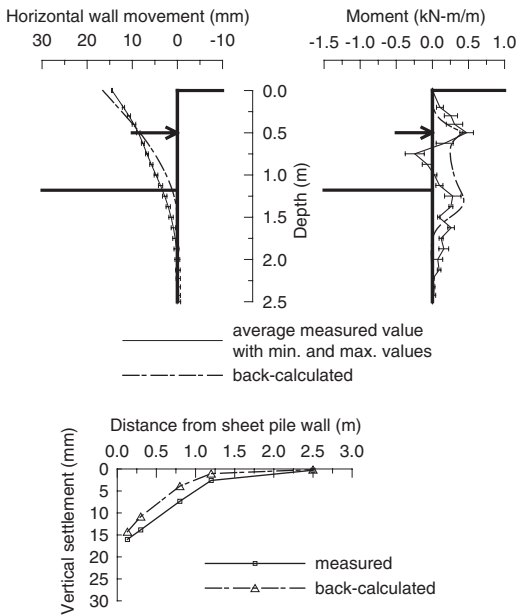 Horizontal wall movement (mm)
30 20 10 0 -10
Moment (kN-m/m)
-1.5 -1.0 -0.5 0.0 0.5 1.0
0.0
0.5
1.0
1.5
2.0
2.5
Depth (m)
average measured value
with min. and max. values
back-calculated
Distance from sheet pile wall (m)
0.0 0.5 1.0 1.5 2.0 2.5 3.0
0
5
10
15
20
25
30
Vertical settlement (mm)
measured
back-calculated